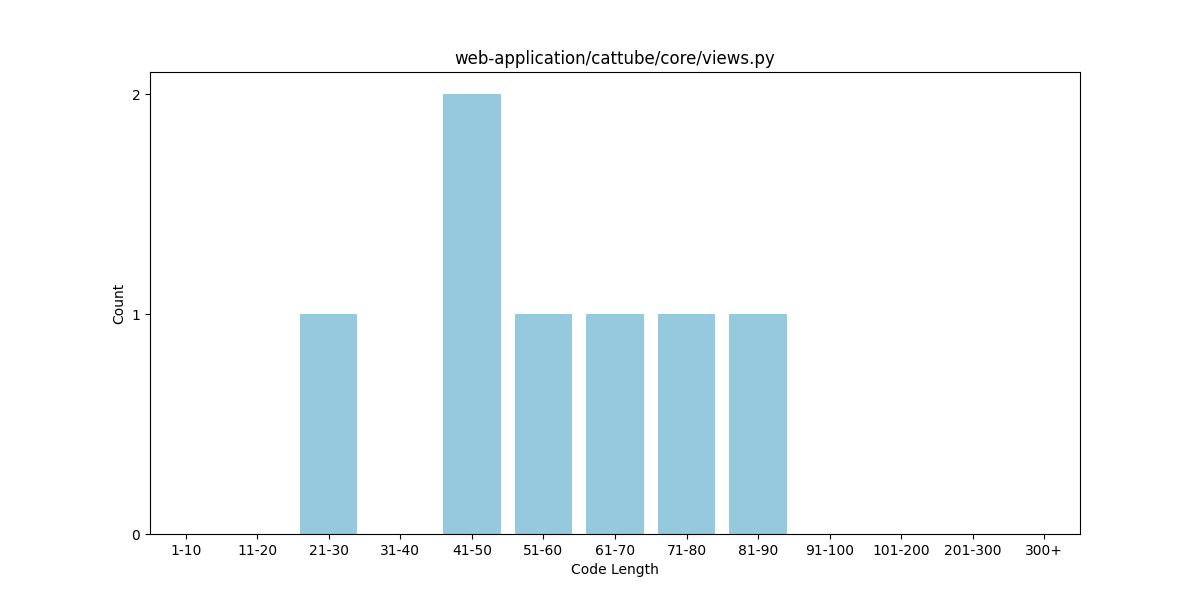 web-application/cattube/core/views.py
Count
2
1
0
1-10 11-20 21-30 31-40 41-50 51-60 61-70 71-80 81-90 91-100 101-200 201-300 300+
Code Length